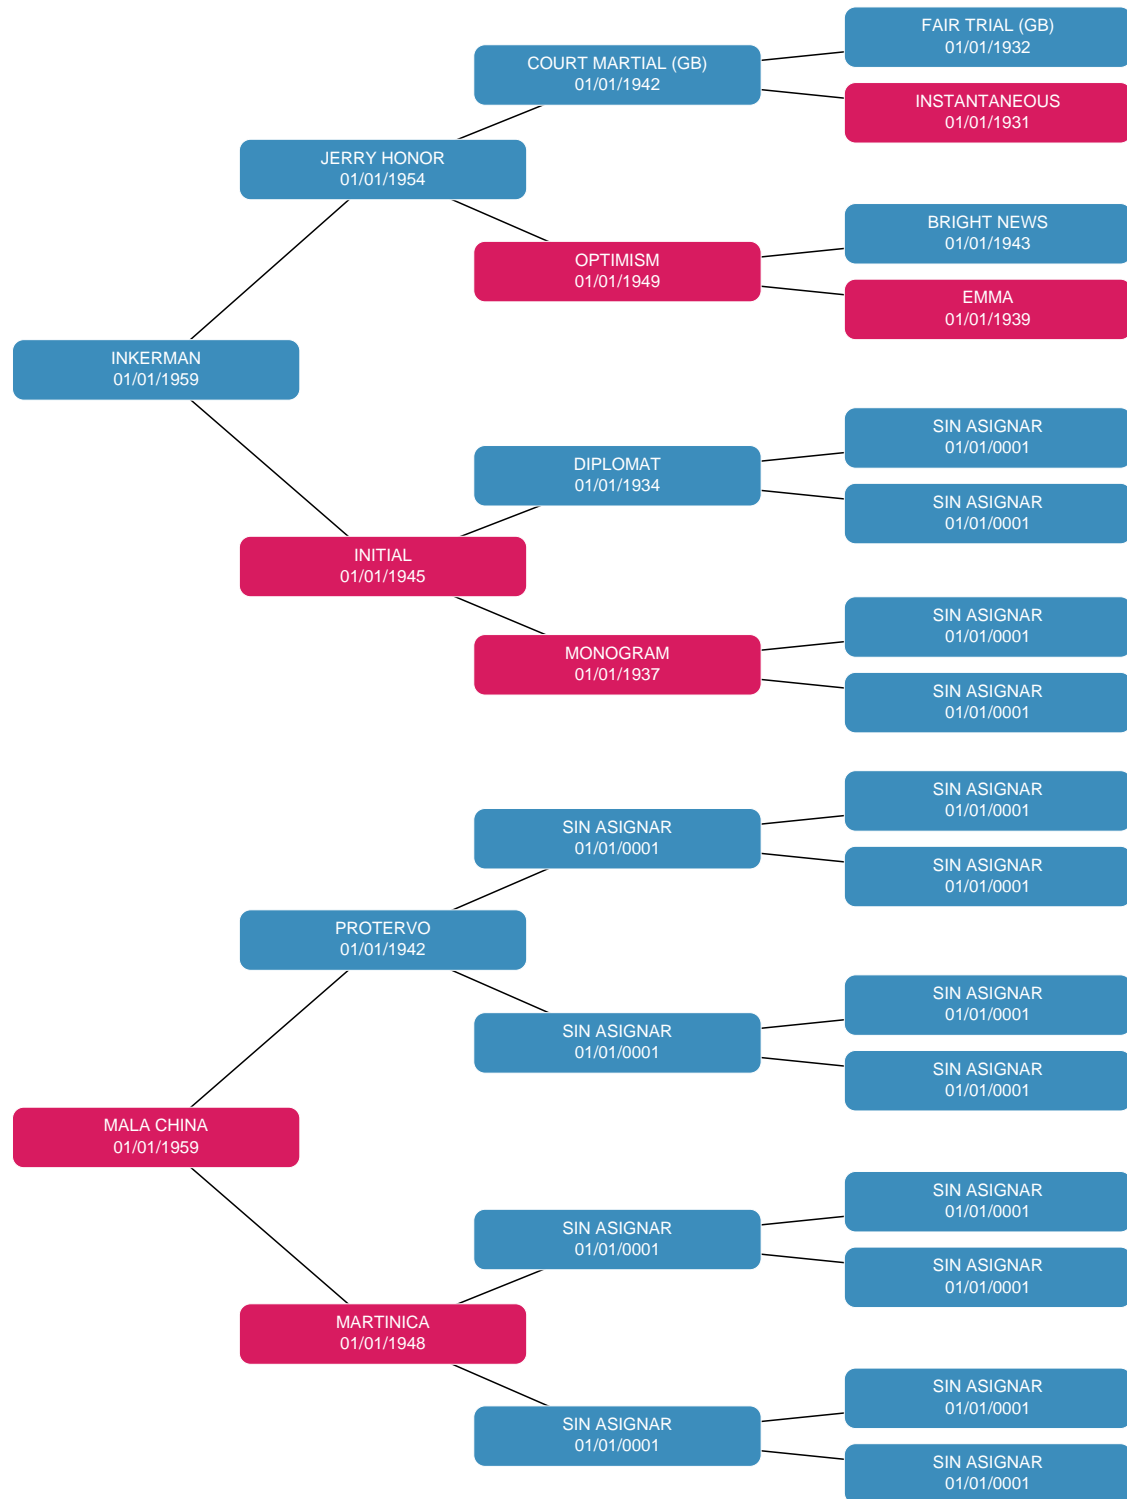 FAIR TRIAL (GB)
01/01/1932
COURT MARTIAL (GB)
01/01/1942
INSTANTANEOUS
01/01/1931
JERRY HONOR
01/01/1954
BRIGHT NEWS
01/01/1943
OPTIMISM
01/01/1949
EMMA
01/01/1939
INKERMAN
01/01/1959
SIN ASIGNAR
01/01/0001
DIPLOMAT
01/01/1934
SIN ASIGNAR
01/01/0001
INITIAL
01/01/1945
SIN ASIGNAR
01/01/0001
MONOGRAM
01/01/1937
SIN ASIGNAR
01/01/0001
SIN ASIGNAR
01/01/0001
SIN ASIGNAR
01/01/0001
SIN ASIGNAR
01/01/0001
PROTERVO
01/01/1942
SIN ASIGNAR
01/01/0001
SIN ASIGNAR
01/01/0001
SIN ASIGNAR
01/01/0001
MALA CHINA
01/01/1959
SIN ASIGNAR
01/01/0001
SIN ASIGNAR
01/01/0001
SIN ASIGNAR
01/01/0001
MARTINICA
01/01/1948
SIN ASIGNAR
01/01/0001
SIN ASIGNAR
01/01/0001
SIN ASIGNAR
01/01/0001